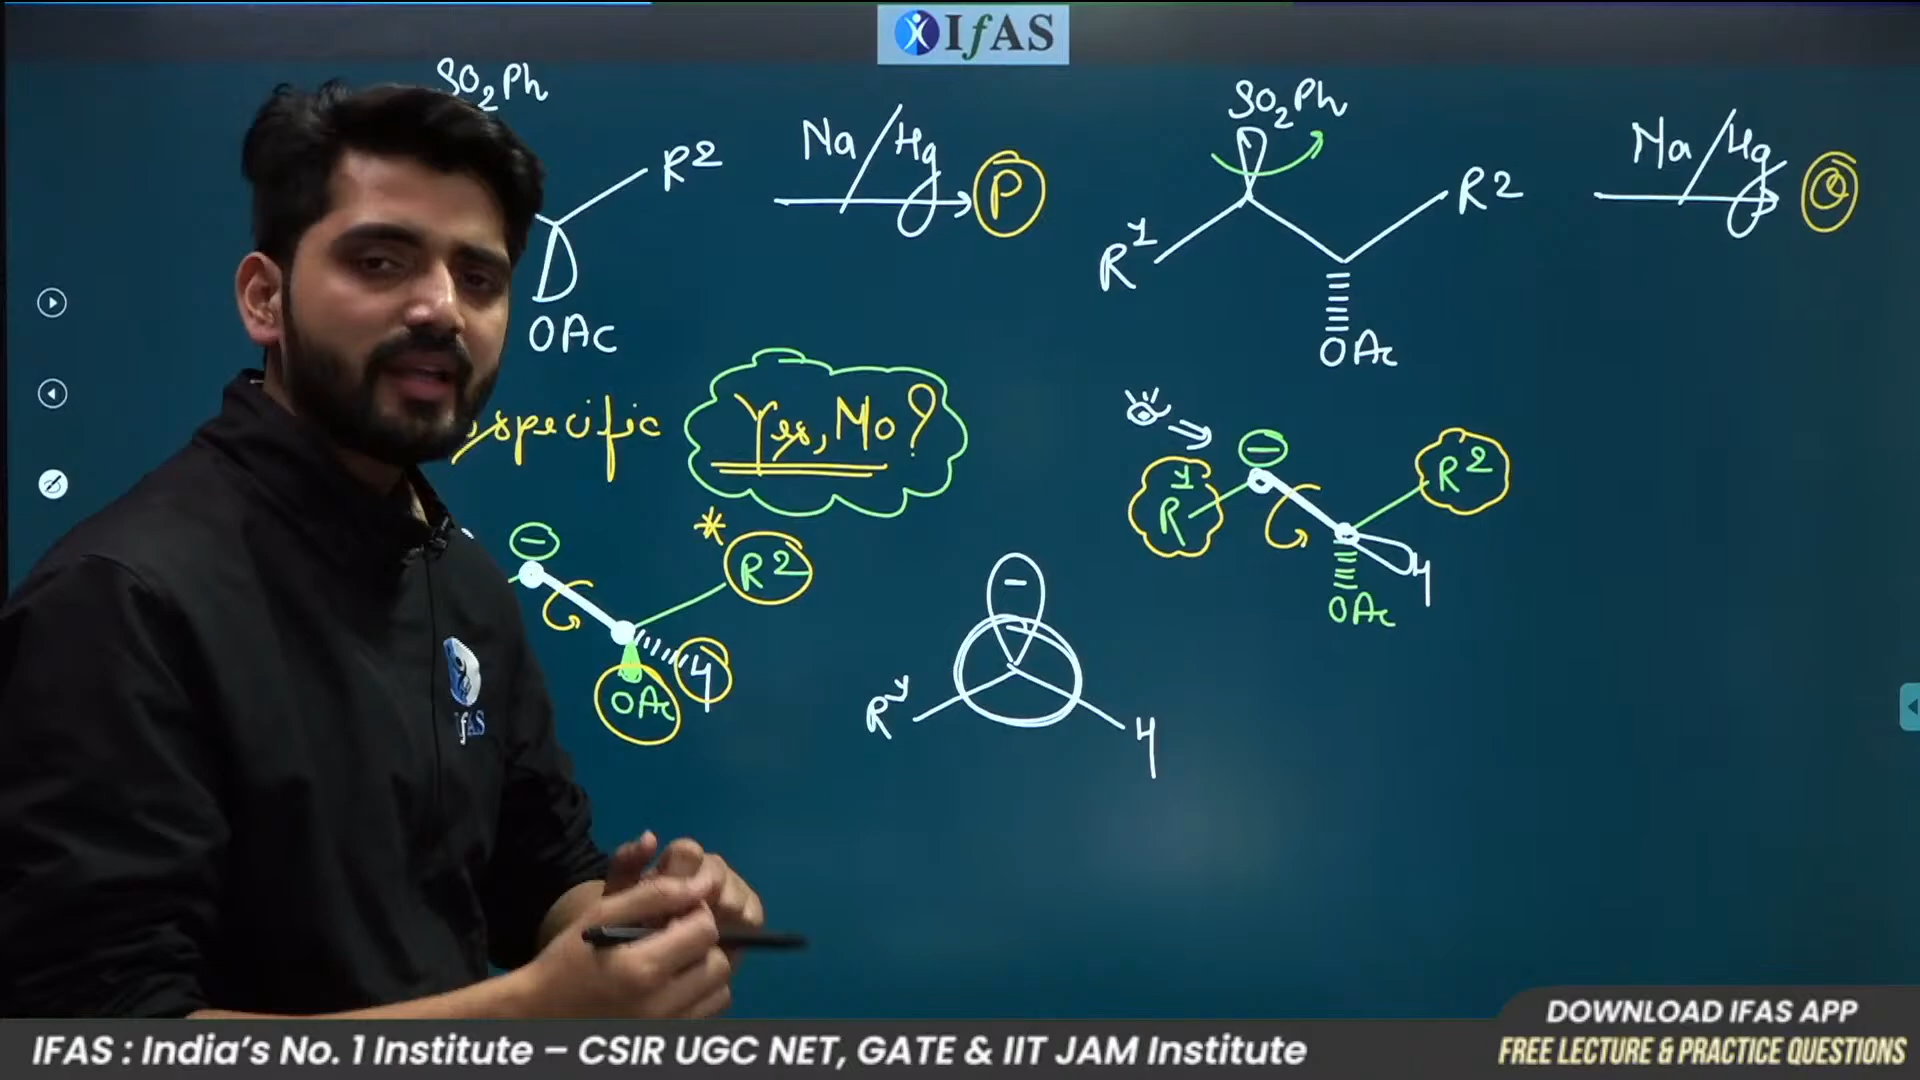 IfAS
SO2Ph
R2
Na/Hg
P
OAc
SO2Ph
R1
R2
OAc
Na/Hg
Q
specific
Yes, No?
⊖
*
R2
H
OAc
⊖
R1
R2
H
OAc
−
R1
H
IfAS
DOWNLOAD IFAS APP
IFAS : India's No. 1 Institute – CSIR UGC NET, GATE & IIT JAM Institute
FREE LECTURE & PRACTICE QUESTIONS